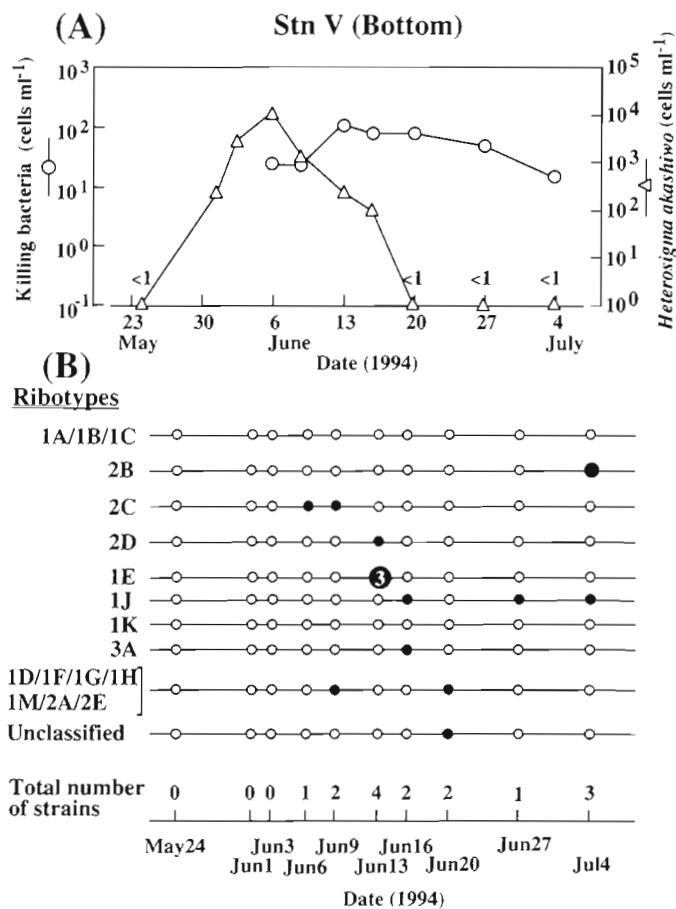 (A)
Stn V (Bottom)
Killing bacteria (cells ml⁻¹)
10³
10²
10¹
10⁰
10⁻¹
10⁵
10⁴
10³
10²
10¹
10⁰
Heterosigma akashiwo (cells ml⁻¹)
<1 <1 <1 <1
23 30 6 13 20 27 4
May June July
Date (1994)
(B)
Ribotypes
1A/1B/1C
2B
2C
2D
1E 3
1J
1K
3A
1D/1F/1G/1H
1M/2A/2E
Unclassified
Total number 0 0 0 1 2 4 2 2 1 3
of strains
May24 Jun3 Jun9 Jun16 Jun27
Jun1 Jun6 Jun13 Jun20 Jul4
Date (1994)